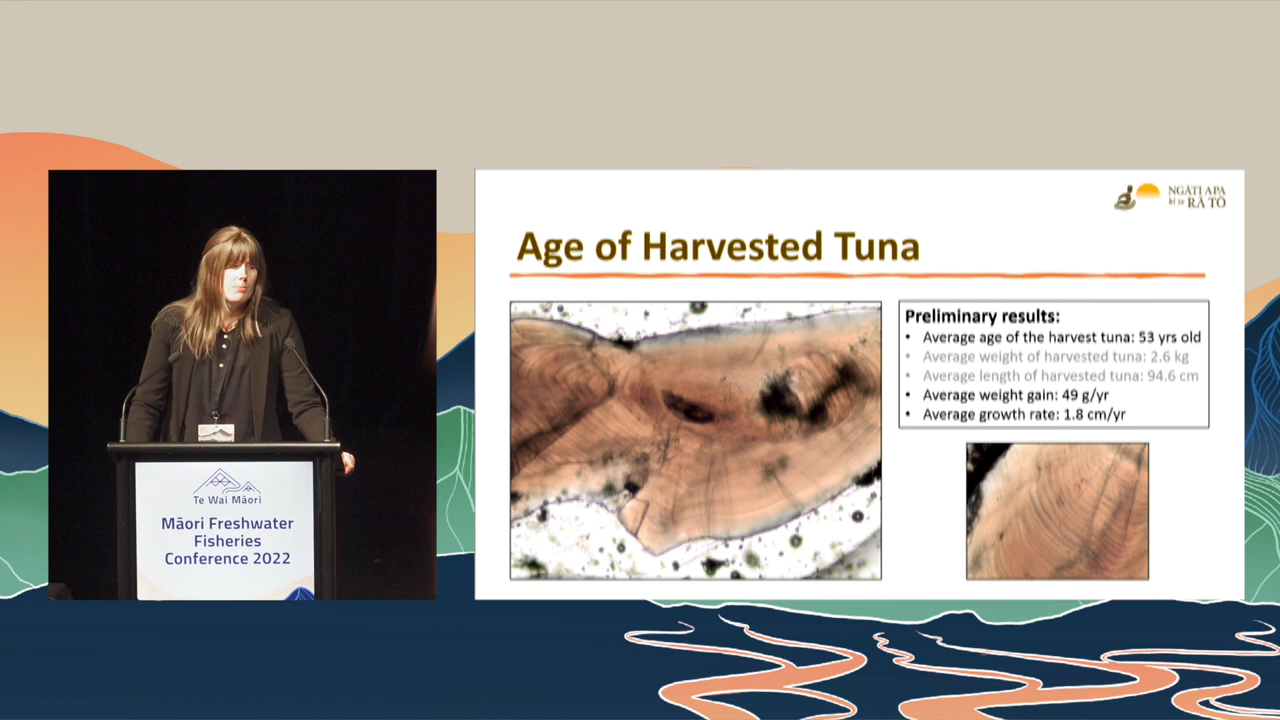 Te Wai Māori
Māori Freshwater
Fisheries
Conference 2022
NGĀTI APA
ki te RĀ TŌ
Age of Harvested Tuna
Preliminary results:
• Average age of the harvest tuna: 53 yrs old
• Average weight of harvested tuna: 2.6 kg
• Average length of harvested tuna: 94.6 cm
• Average weight gain: 49 g/yr
• Average growth rate: 1.8 cm/yr